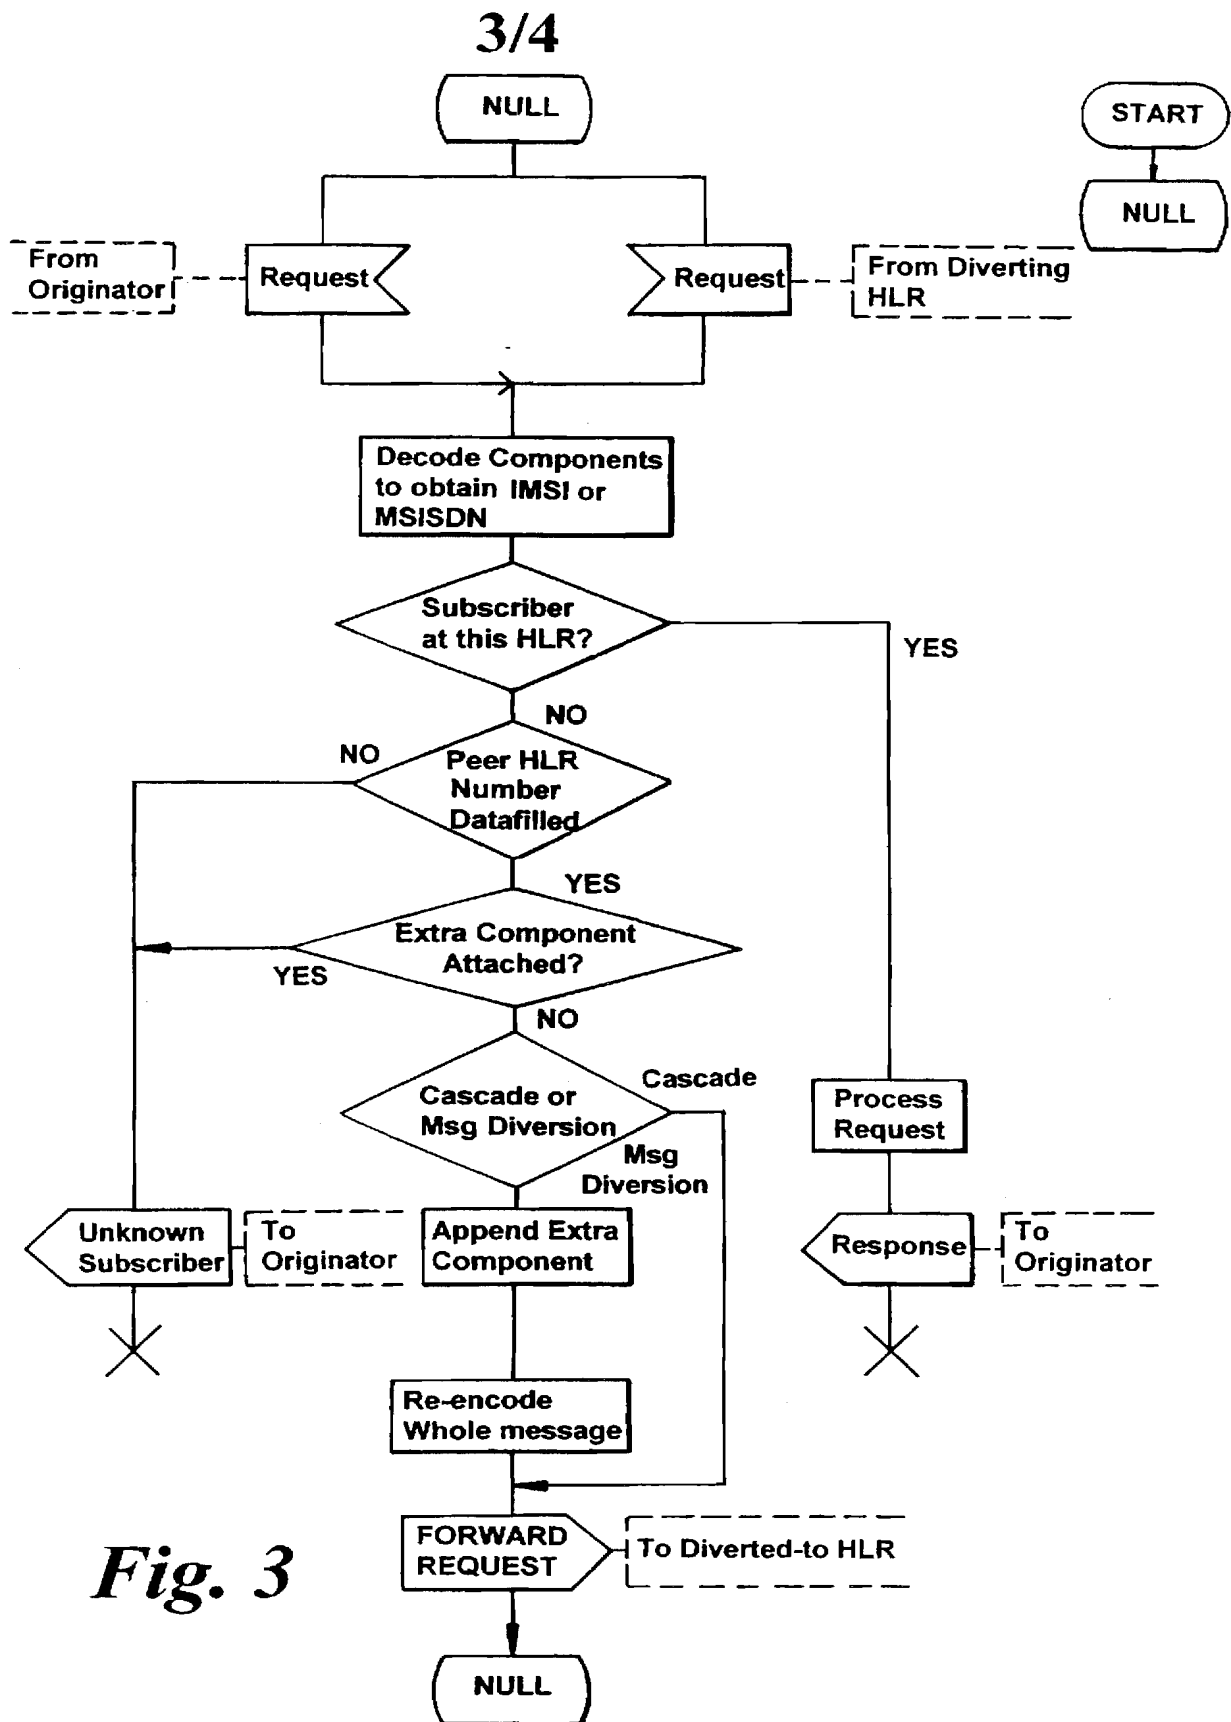 3/4
NULL
START
NULL
From
Originator
Request
Request
From Diverting
HLR
Decode Components
to obtain IMSI or
MSISDN
Subscriber
at this HLR?
YES
NO
NO
Peer HLR
Number
Datafilled
YES
Extra Component
Attached?
YES
NO
Cascade
Cascade or
Msg Diversion
Msg
Diversion
Process
Request
Unknown
Subscriber
To
Originator
Append Extra
Component
Response
To
Originator
Re-encode
Whole message
FORWARD
REQUEST
To Diverted-to HLR
Fig. 3
NULL